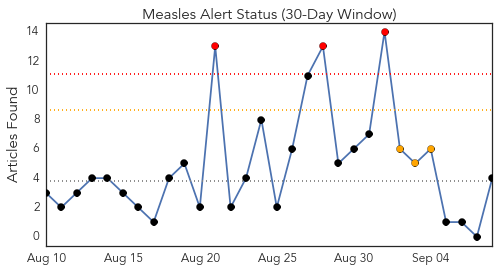 Measles Alert Status (30-Day Window)
Articles Found
14
12
10
8
6
4
2
0
Aug 10 Aug 15 Aug 20 Aug 25 Aug 30 Sep 04